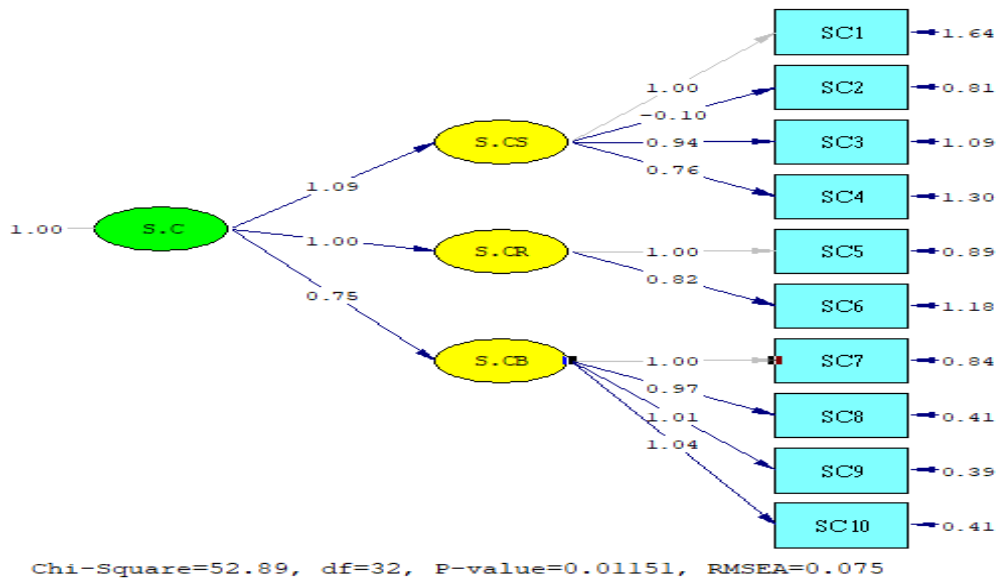 SC1
1.64
1.00
SC2
0.81
-0.10
S.CS
0.94
SC3
1.09
0.76
1.09
SC4
1.30
1.00
S.C
1.00
S.CR
1.00
SC5
0.89
0.82
0.75
SC6
1.18
S.CB
1.00
SC7
0.84
0.97
SC8
0.41
1.01
1.04
SC9
0.39
SC10
0.41
Chi-Square=52.89, df=32, P-value=0.01151, RMSEA=0.075